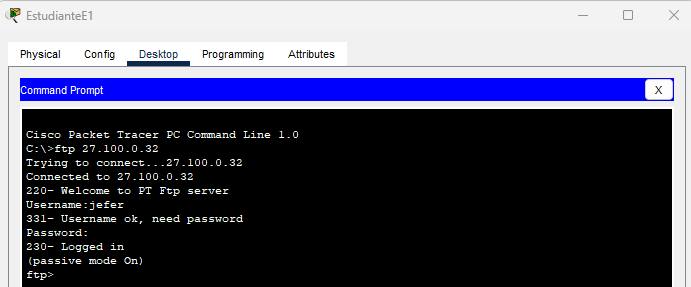 EstudianteE1
Physical Config Desktop Programming Attributes
Command Prompt X
Cisco Packet Tracer PC Command Line 1.0
C:\>ftp 27.100.0.32
Trying to connect...27.100.0.32
Connected to 27.100.0.32
220- Welcome to PT Ftp server
Username:jefer
331- Username ok, need password
Password:
230- Logged in
(passive mode On)
ftp>